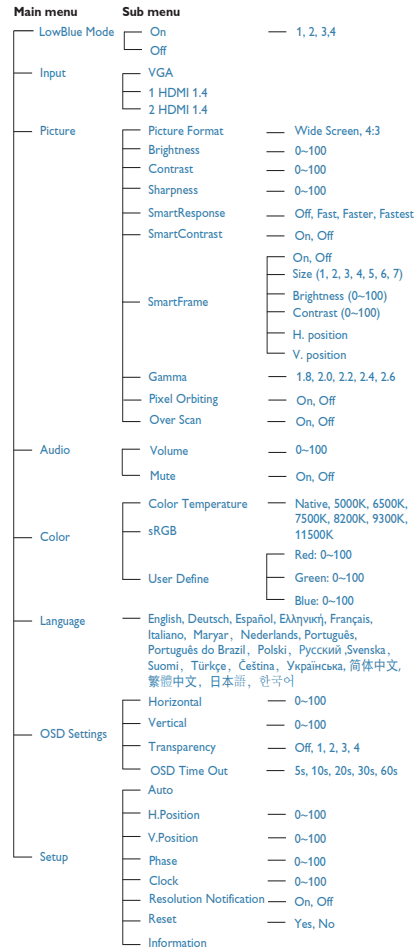 Main menu Sub menu
LowBlue Mode On 1, 2, 3,4
Off
Input VGA
1 HDMI 1.4
2 HDMI 1.4
Picture Picture Format Wide Screen, 4:3
Brightness 0~100
Contrast 0~100
Sharpness 0~100
SmartResponse Off, Fast, Faster, Fastest
SmartContrast On, Off
SmartFrame On, Off
Size (1, 2, 3, 4, 5, 6, 7)
Brightness (0~100)
Contrast (0~100)
H. position
V. position
Gamma 1.8, 2.0, 2.2, 2.4, 2.6
Pixel Orbiting On, Off
Over Scan On, Off
Audio Volume 0~100
Mute On, Off
Color Color Temperature Native, 5000K, 6500K,
7500K, 8200K, 9300K,
11500K
sRGB
User Define Red: 0~100
Green: 0~100
Blue: 0~100
Language English, Deutsch, Español, Ελληνική, Français,
Italiano, Maryar, Nederlands, Português,
Português do Brazil, Polski, Русский ,Svenska,
Suomi, Türkçe, Čeština, Українська, 简体中文,
繁體中文, 日本語, 한국어
OSD Settings Horizontal 0~100
Vertical 0~100
Transparency Off, 1, 2, 3, 4
OSD Time Out 5s, 10s, 20s, 30s, 60s
Setup Auto
H.Position 0~100
V.Position 0~100
Phase 0~100
Clock 0~100
Resolution Notification On, Off
Reset Yes, No
Information